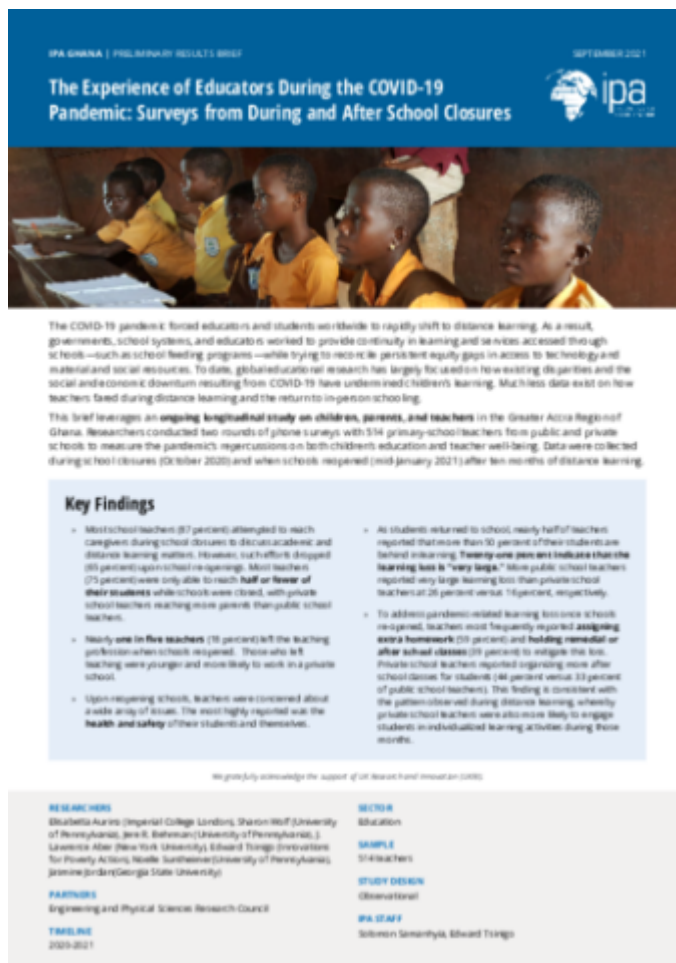 IPA GHANA | PRELIMINARY RESULTS BRIEF
SEPTEMBER 2021
The Experience of Educators During the COVID-19
Pandemic: Surveys from During and After School Closures
ipa
The COVID-19 pandemic forced educators and students worldwide to rapidly shift to distance learning. As a result,
governments, school systems, and educators worked to provide continuity in learning and services accessed through
schools—such as school feeding programs—while trying to reconcile persistent equity gaps in access to technology and
material and social resources. To date, global educational research has largely focused on how existing disparities and the
social and economic downturn resulting from COVID-19 have undermined children's learning. Much less data exist on how
teachers fared during distance learning and the return to in-person schooling.
This brief leverages an ongoing longitudinal study on children, parents, and teachers in the Greater Accra Region of
Ghana. Researchers conducted two rounds of phone surveys with 514 primary-school teachers from public and private
schools to measure the pandemic's repercussions on both children's education and teacher well-being. Data were collected
during school closures (October 2020) and when schools reopened (mid-January 2021) after ten months of distance learning.
Key Findings
» Most school teachers (87 percent) attempted to reach
caregivers during school closures to discuss academic and
distance learning matters. However, such efforts dropped
(65 percent) upon school re-openings. Most teachers
(75 percent) were only able to reach half or fewer of
their students while schools were closed, with private
school teachers reaching more parents than public school
teachers.
» Nearly one in five teachers (18 percent) left the teaching
profession when schools reopened. Those who left
teaching were younger and more likely to work in a private
school.
» Upon reopening schools, teachers were concerned about
a wide array of issues. The most highly reported was the
health and safety of their students and themselves.
» As students returned to school, nearly half of teachers
reported that more than 50 percent of their students are
behind in learning. Twenty-one percent indicate that the
learning loss is "very large." More public school teachers
reported very large learning loss than private school
teachers at 26 percent versus 16 percent, respectively.
» To address pandemic-related learning loss once schools
re-opened, teachers most frequently reported assigning
extra homework (59 percent) and holding remedial or
after school classes (39 percent) to mitigate this loss.
Private school teachers reported organizing more after
school classes for students (44 percent versus 33 percent
of public school teachers). This finding is consistent with
the pattern observed during distance learning, whereby
private school teachers were also more likely to engage
students in individualized learning activities during those
months.
We gratefully acknowledge the support of UK Research and Innovation (UKRI).
RESEARCHERS
Elisabetta Aurino (Imperial College London), Sharon Wolf (University
of Pennsylvania), Jere R. Behrman (University of Pennsylvania), J.
Lawrence Aber (New York University), Edward Tsinigo (Innovations
for Poverty Action), Noelle Suntheimer (University of Pennsylvania),
Jasmine Jordan (Georgia State University)
PARTNERS
Engineering and Physical Sciences Research Council
TIMELINE
2020-2021
SECTOR
Education
SAMPLE
514 teachers
STUDY DESIGN
Observational
IPA STAFF
Solomon Samanhyia, Edward Tsinigo